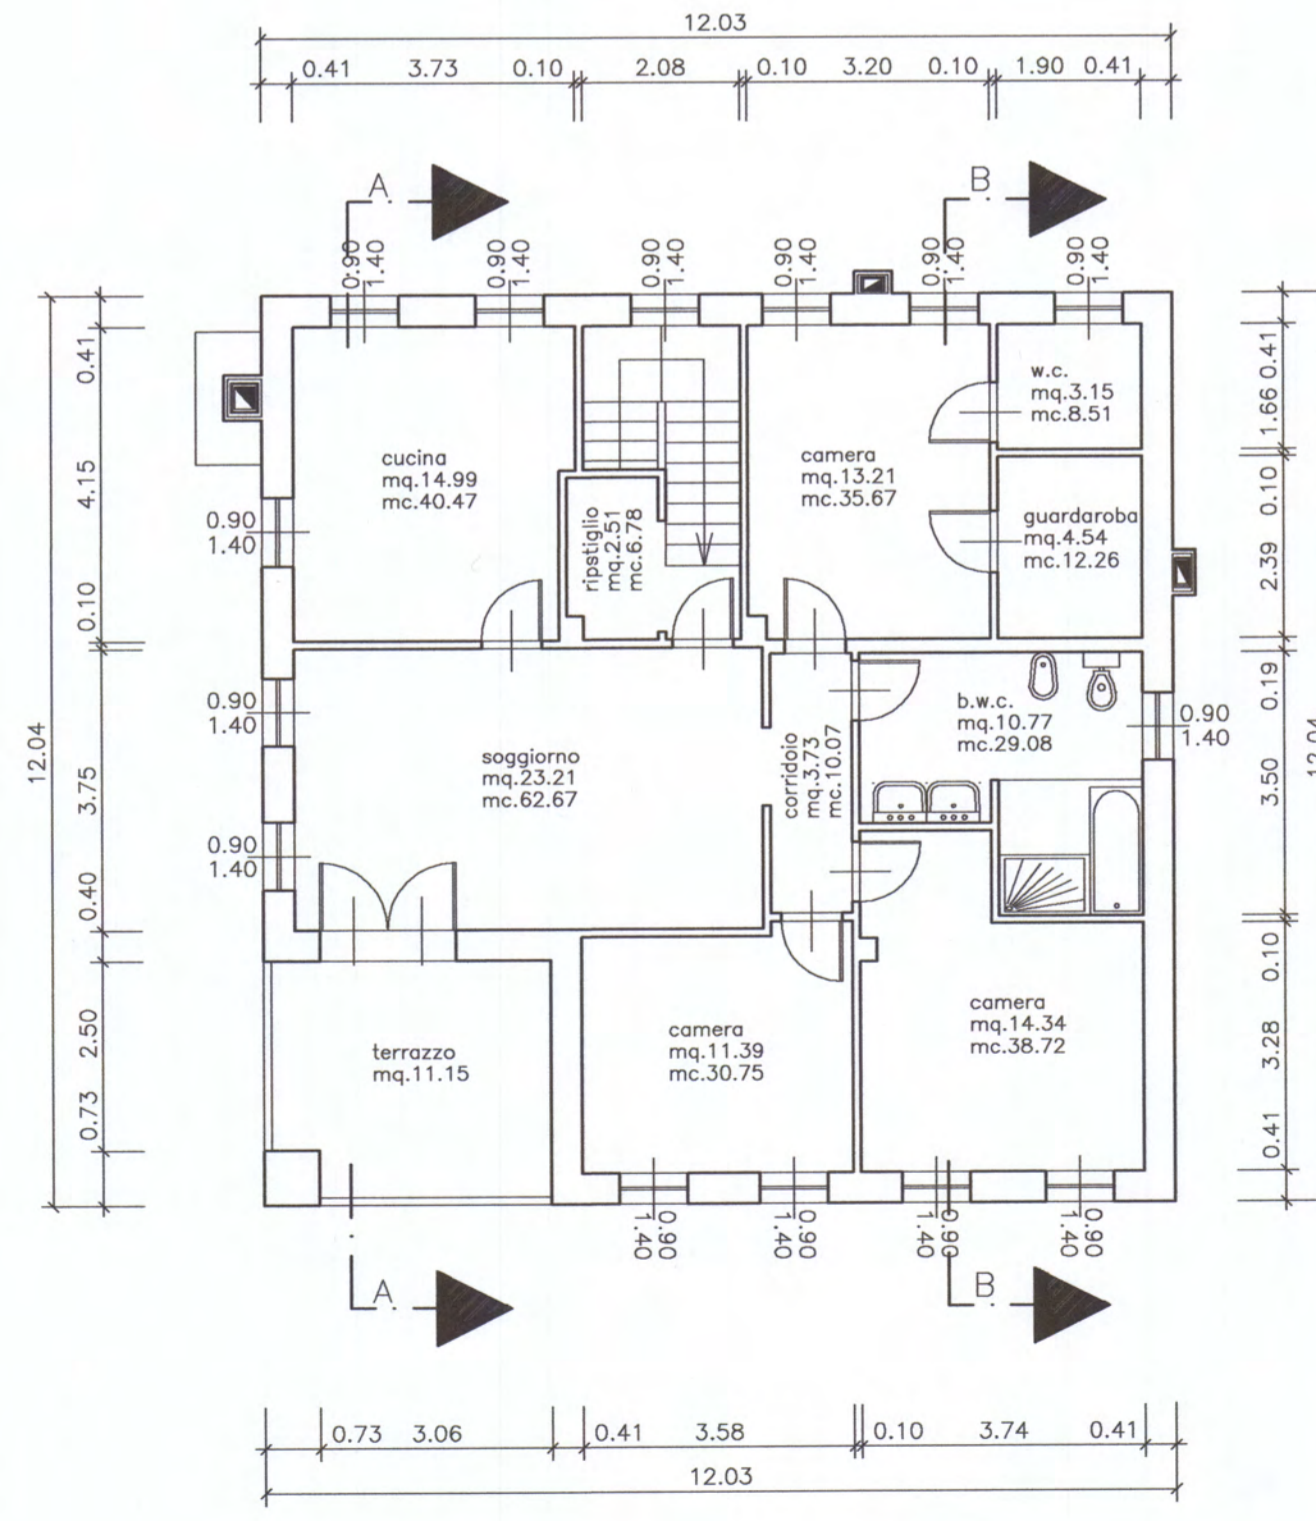 12.03
0.41 3.73 0.10 2.08 0.10 3.20 0.10 1.90 0.41
A
B
0.90
1.40
0.90
1.40
0.90
1.40
0.90
1.40
0.90
1.40
0.90
1.40
0.41
4.15
0.10
3.75
0.40
2.50
0.73
12.04
0.90
1.40
0.90
1.40
0.90
1.40
cucina
mq.14.99
mc.40.47
ripstiglio
mq.2.51
mc.6.78
camera
mq.13.21
mc.35.67
w.c.
mq.3.15
mc.8.51
guardaroba
mq.4.54
mc.12.26
soggiorno
mq.23.21
mc.62.67
corridoio
mq.3.73
mc.10.07
b.w.c.
mq.10.77
mc.29.08
0.90
1.40
terrazzo
mq.11.15
camera
mq.11.39
mc.30.75
camera
mq.14.34
mc.38.72
0.41
1.66
0.10
2.39
0.19
3.50
0.10
3.28
0.41
12.04
0.90
1.40
0.90
1.40
0.90
1.40
0.90
1.40
A
B
0.73 3.06 0.41 3.58 0.10 3.74 0.41
12.03